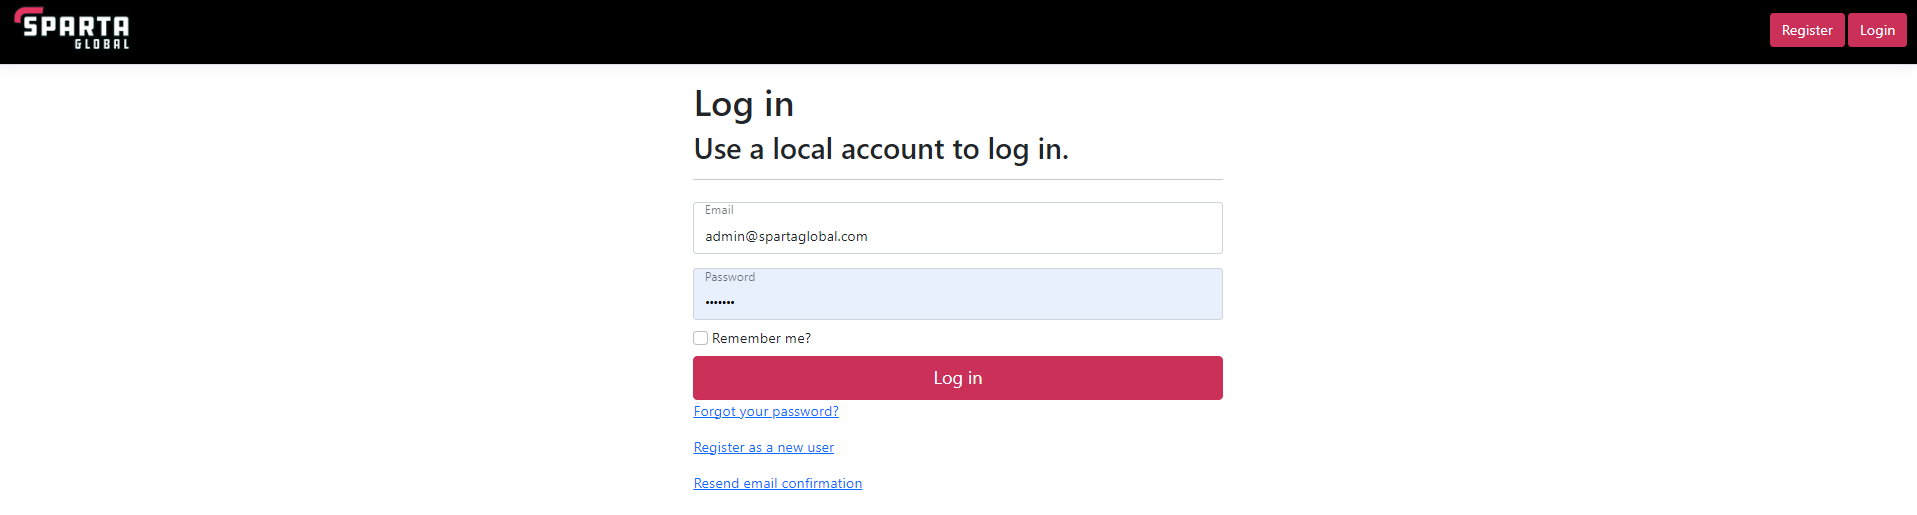 SPARTA
GLOBAL
Register Login
Log in
Use a local account to log in.
Email
admin@spartaglobal.com
Password
•••••••
Remember me?
Log in
Forgot your password?
Register as a new user
Resend email confirmation